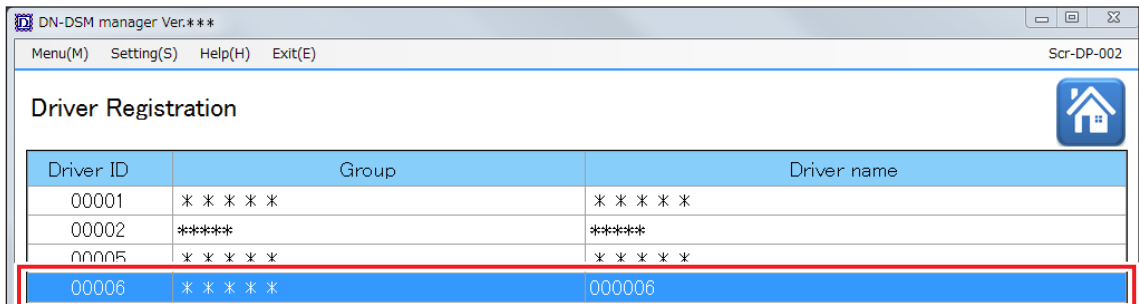 DN-DSM manager Ver.***
Menu(M) Setting(S) Help(H) Exit(E) Scr-DP-002
Driver Registration
Driver ID Group Driver name
00001 * * * * * * * * * *
00002 ***** *****
00005 * * * * * * * * * *
00006 * * * * * 000006